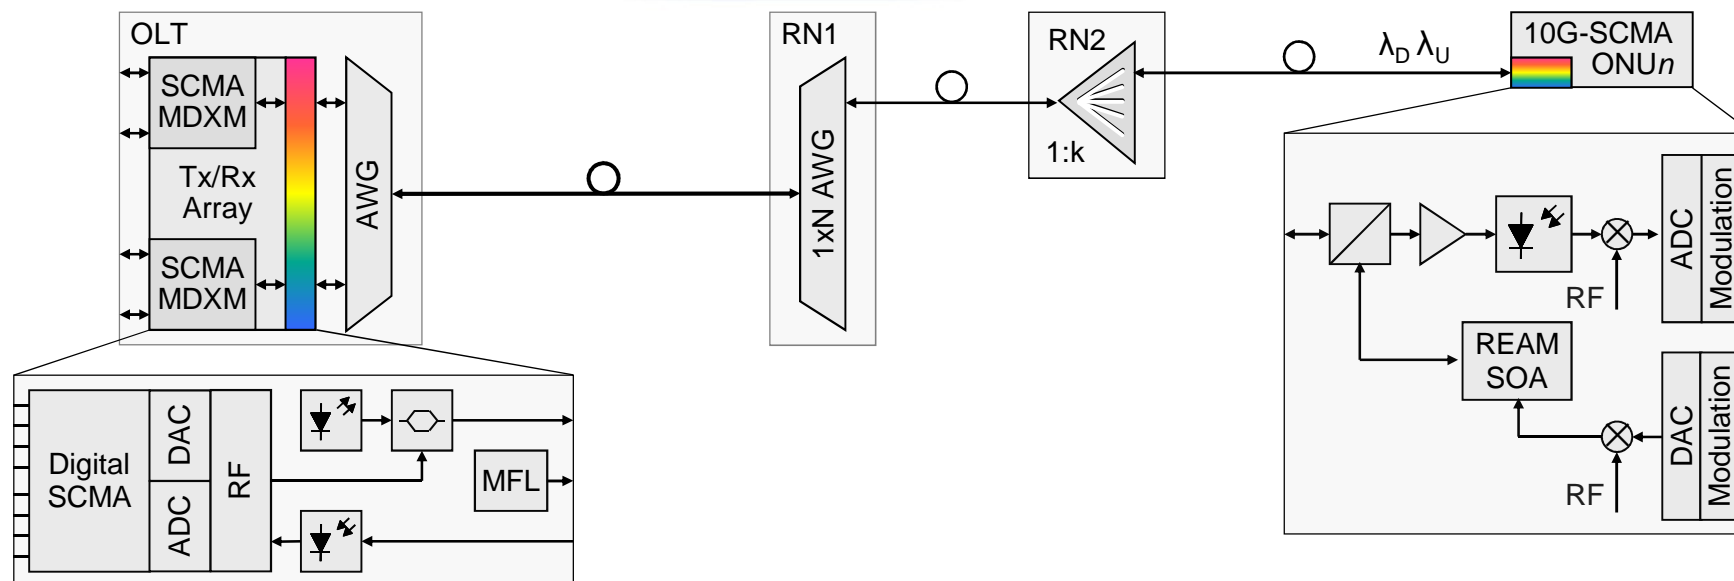 OLT
SCMA
MDXM
Tx/Rx
Array
SCMA
MDXM
AWG
RN1
1xN AWG
RN2
1:k
λD λU
10G-SCMA
ONUn
Digital
SCMA
DAC
ADC
RF
MFL
RF
ADC
Modulation
REAM
SOA
RF
DAC
Modulation